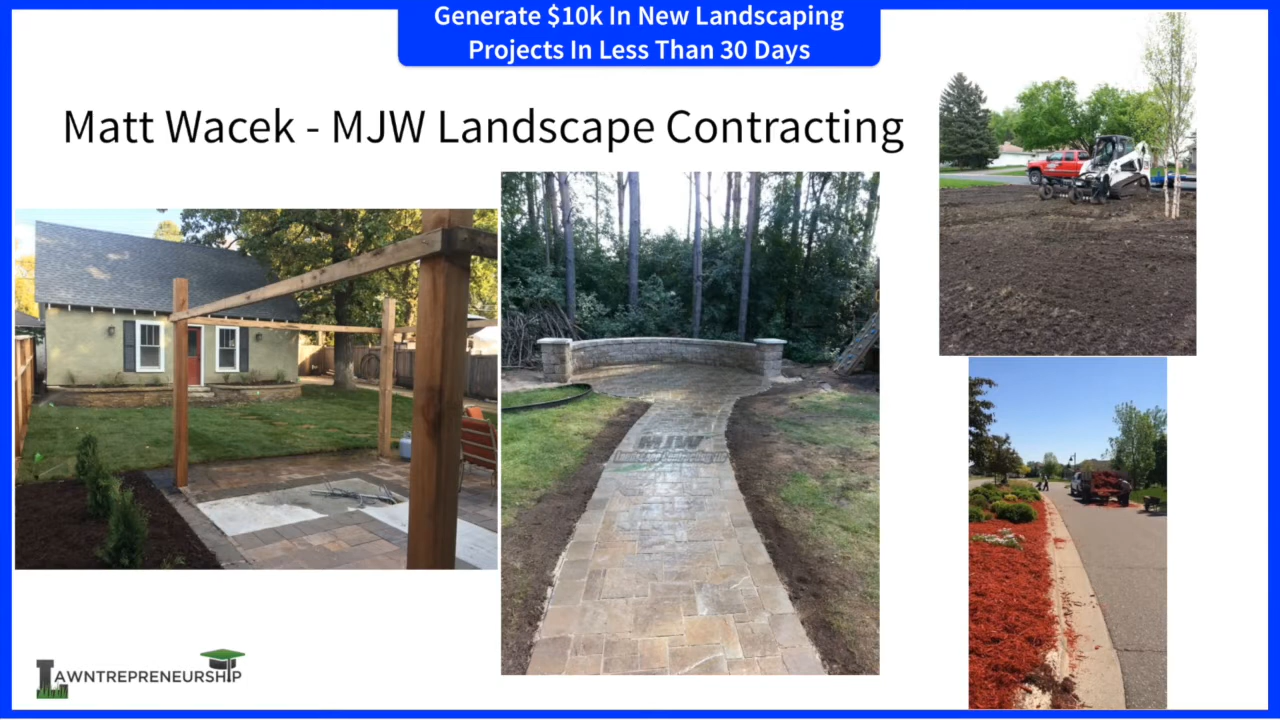 Generate $10k In New Landscaping
Projects In Less Than 30 Days
Matt Wacek - MJW Landscape Contracting
MJW
LAWNTREPRENEURSHIP